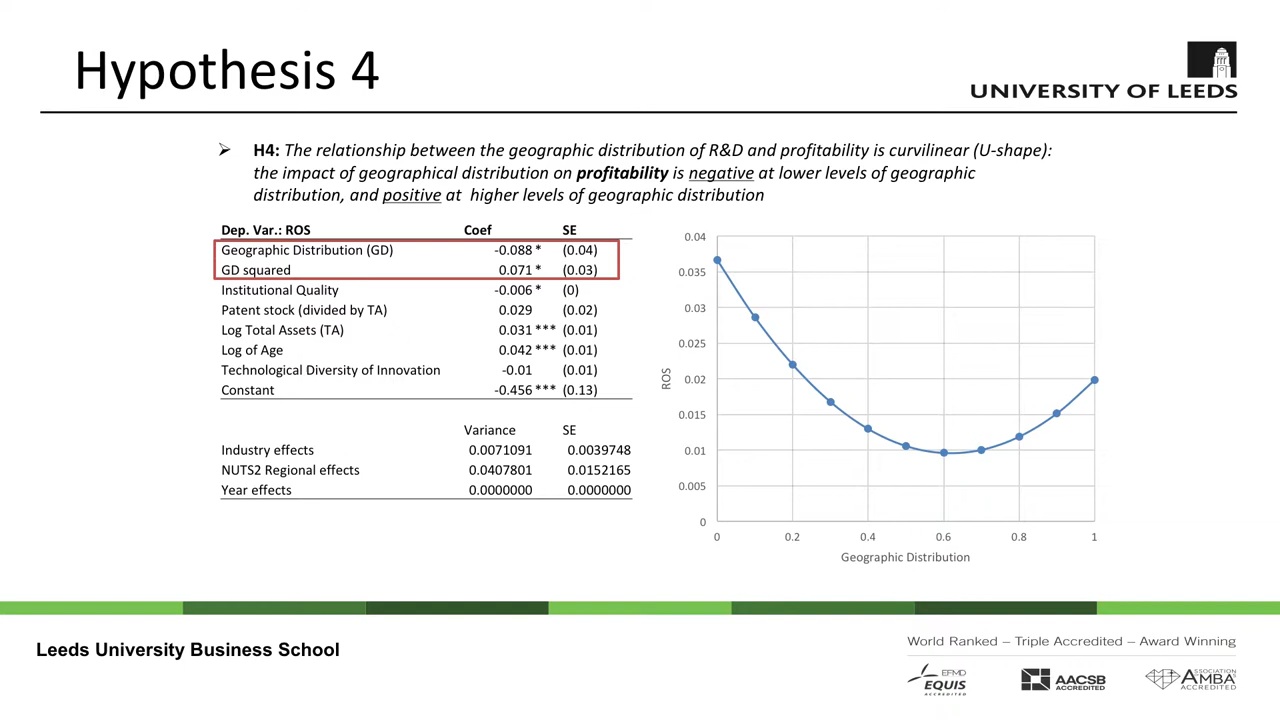 Hypothesis 4
UNIVERSITY OF LEEDS
➢ H4: The relationship between the geographic distribution of R&D and profitability is curvilinear (U-shape):
the impact of geographical distribution on profitability is negative at lower levels of geographic
distribution, and positive at higher levels of geographic distribution
Dep. Var.: ROS Coef SE
Geographic Distribution (GD) -0.088 * (0.04)
GD squared 0.071 * (0.03)
Institutional Quality -0.006 * (0)
Patent stock (divided by TA) 0.029 (0.02)
Log Total Assets (TA) 0.031 *** (0.01)
Log of Age 0.042 *** (0.01)
Technological Diversity of Innovation -0.01 (0.01)
Constant -0.456 *** (0.13)
Variance SE
Industry effects 0.0071091 0.0039748
NUTS2 Regional effects 0.0407801 0.0152165
Year effects 0.0000000 0.0000000
0.04
0.035
0.03
0.025
0.02
0.015
0.01
0.005
0
ROS
0 0.2 0.4 0.6 0.8 1
Geographic Distribution
Leeds University Business School
World Ranked – Triple Accredited – Award Winning
EFMD
EQUIS
ACCREDITED
AACSB
ACCREDITED
ASSOCIATION
AMBA
ACCREDITED